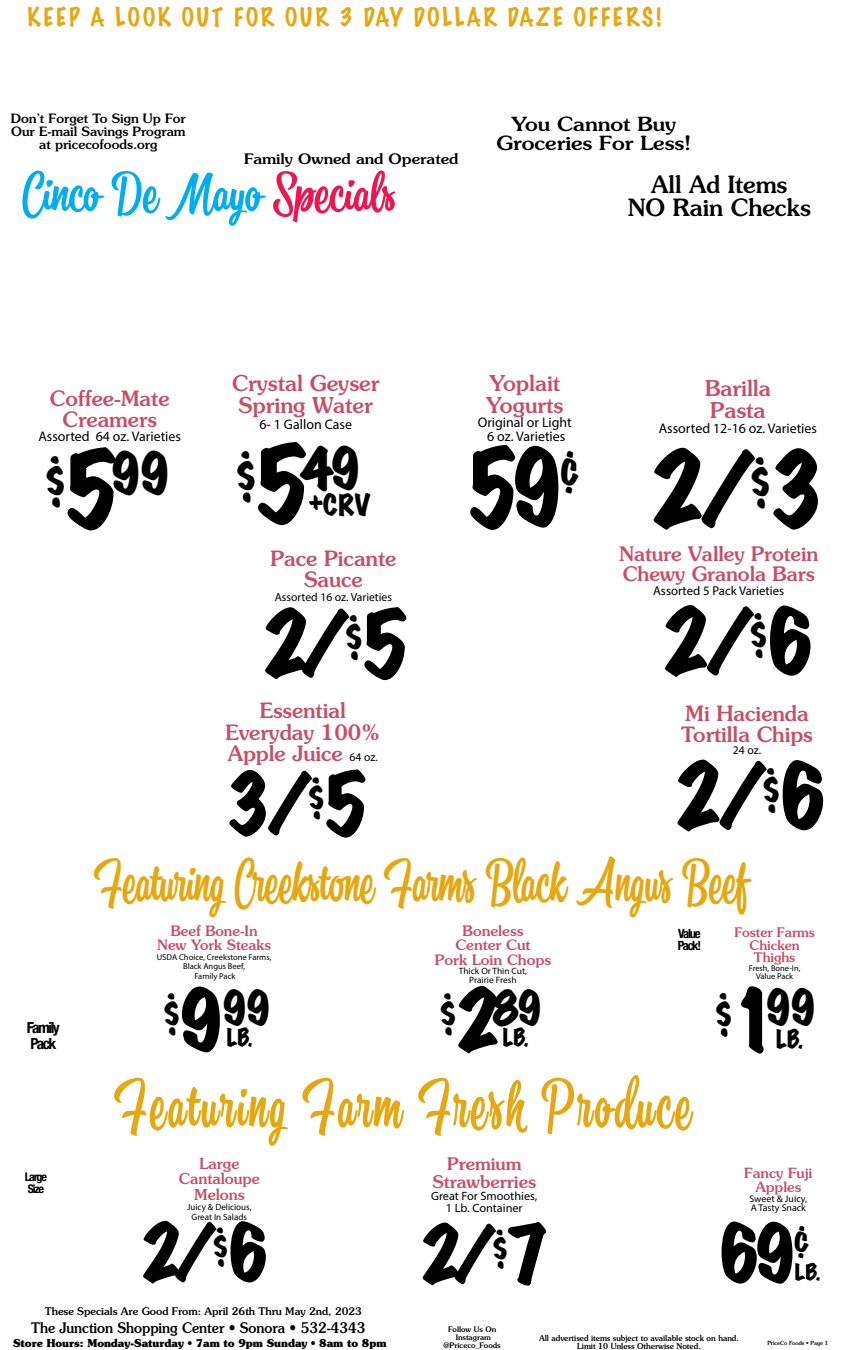 KEEP A LOOK OUT FOR OUR 3 DAY DOLLAR DAZE OFFERS!
Don't Forget To Sign Up For
Our E-mail Savings Program
at pricecofoods.org
You Cannot Buy
Groceries For Less!
Family Owned and Operated
Cinco De Mayo Specials
All Ad Items
NO Rain Checks
Coffee-Mate
Creamers
Assorted 64 oz. Varieties
$5.99
Crystal Geyser
Spring Water
6- 1 Gallon Case
$5.49
+CRV
Yoplait
Yogurts
Original or Light
6 oz. Varieties
59¢
Barilla
Pasta
Assorted 12-16 oz. Varieties
2/$3
Pace Picante
Sauce
Assorted 16 oz. Varieties
2/$5
Nature Valley Protein
Chewy Granola Bars
Assorted 5 Pack Varieties
2/$6
Essential
Everyday 100%
Apple Juice 64 oz.
3/$5
Mi Hacienda
Tortilla Chips
24 oz.
2/$6
Featuring Creekstone Farms Black Angus Beef
Family
Pack
Beef Bone-In
New York Steaks
USDA Choice, Creekstone Farms,
Black Angus Beef,
Family Pack
$9.99
LB.
Boneless
Center Cut
Pork Loin Chops
Thick Or Thin Cut,
Prairie Fresh
$2.89
LB.
Value
Pack!
Foster Farms
Chicken
Thighs
Fresh, Bone-In,
Value Pack
$1.99
LB.
Featuring Farm Fresh Produce
Large
Size
Large
Cantaloupe
Melons
Juicy & Delicious,
Great In Salads
2/$6
Premium
Strawberries
Great For Smoothies,
1 Lb. Container
2/$7
Fancy Fuji
Apples
Sweet & Juicy,
A Tasty Snack
69¢
LB.
These Specials Are Good From: April 26th Thru May 2nd, 2023
The Junction Shopping Center • Sonora • 532-4343
Store Hours: Monday-Saturday • 7am to 9pm Sunday • 8am to 8pm
Follow Us On
Instagram
@Priceco_Foods
All advertised items subject to available stock on hand.
Limit 10 Unless Otherwise Noted.
PriceCo Foods • Page 1